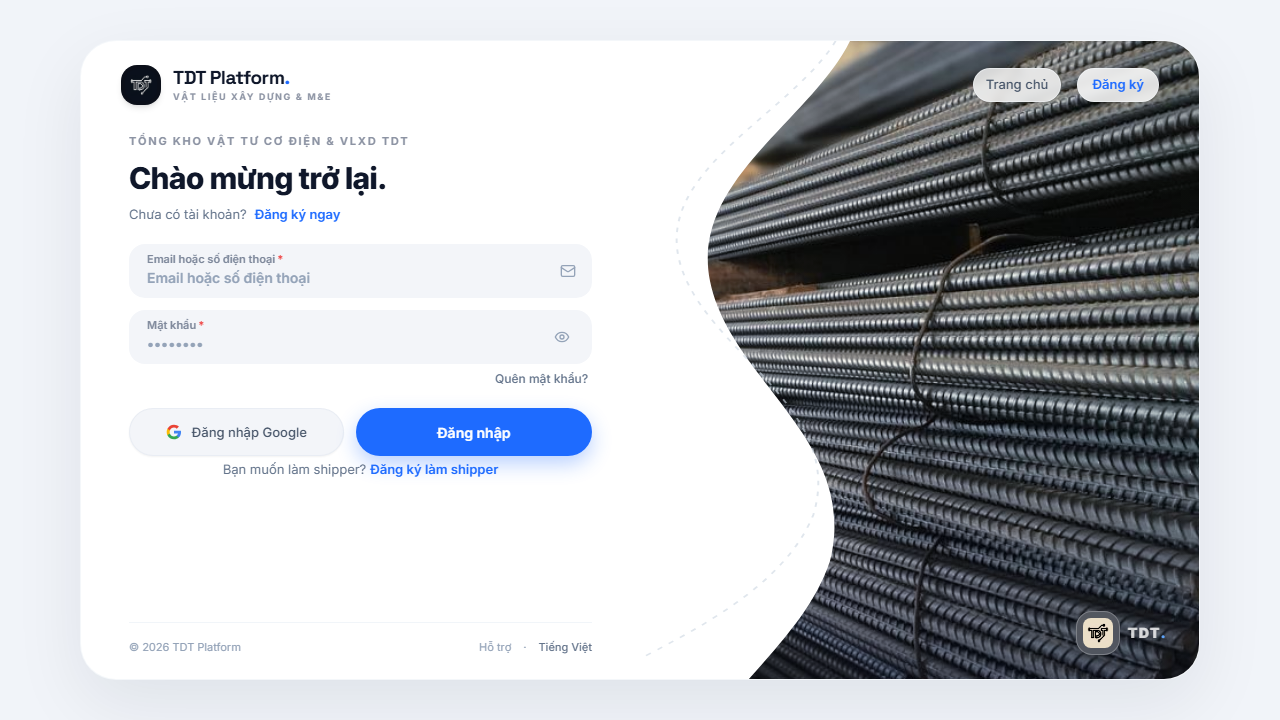 TDT
TDT Platform.
VẬT LIỆU XÂY DỰNG & M&E
Trang chủ
Đăng ký
TỔNG KHO VẬT TƯ CƠ ĐIỆN & VLXD TDT
Chào mừng trở lại.
Chưa có tài khoản? Đăng ký ngay
Email hoặc số điện thoại *
Email hoặc số điện thoại
Mật khẩu *
••••••••
Quên mật khẩu?
Đăng nhập Google
Đăng nhập
Bạn muốn làm shipper? Đăng ký làm shipper
TDT
TDT.
© 2026 TDT Platform
Hỗ trợ · Tiếng Việt